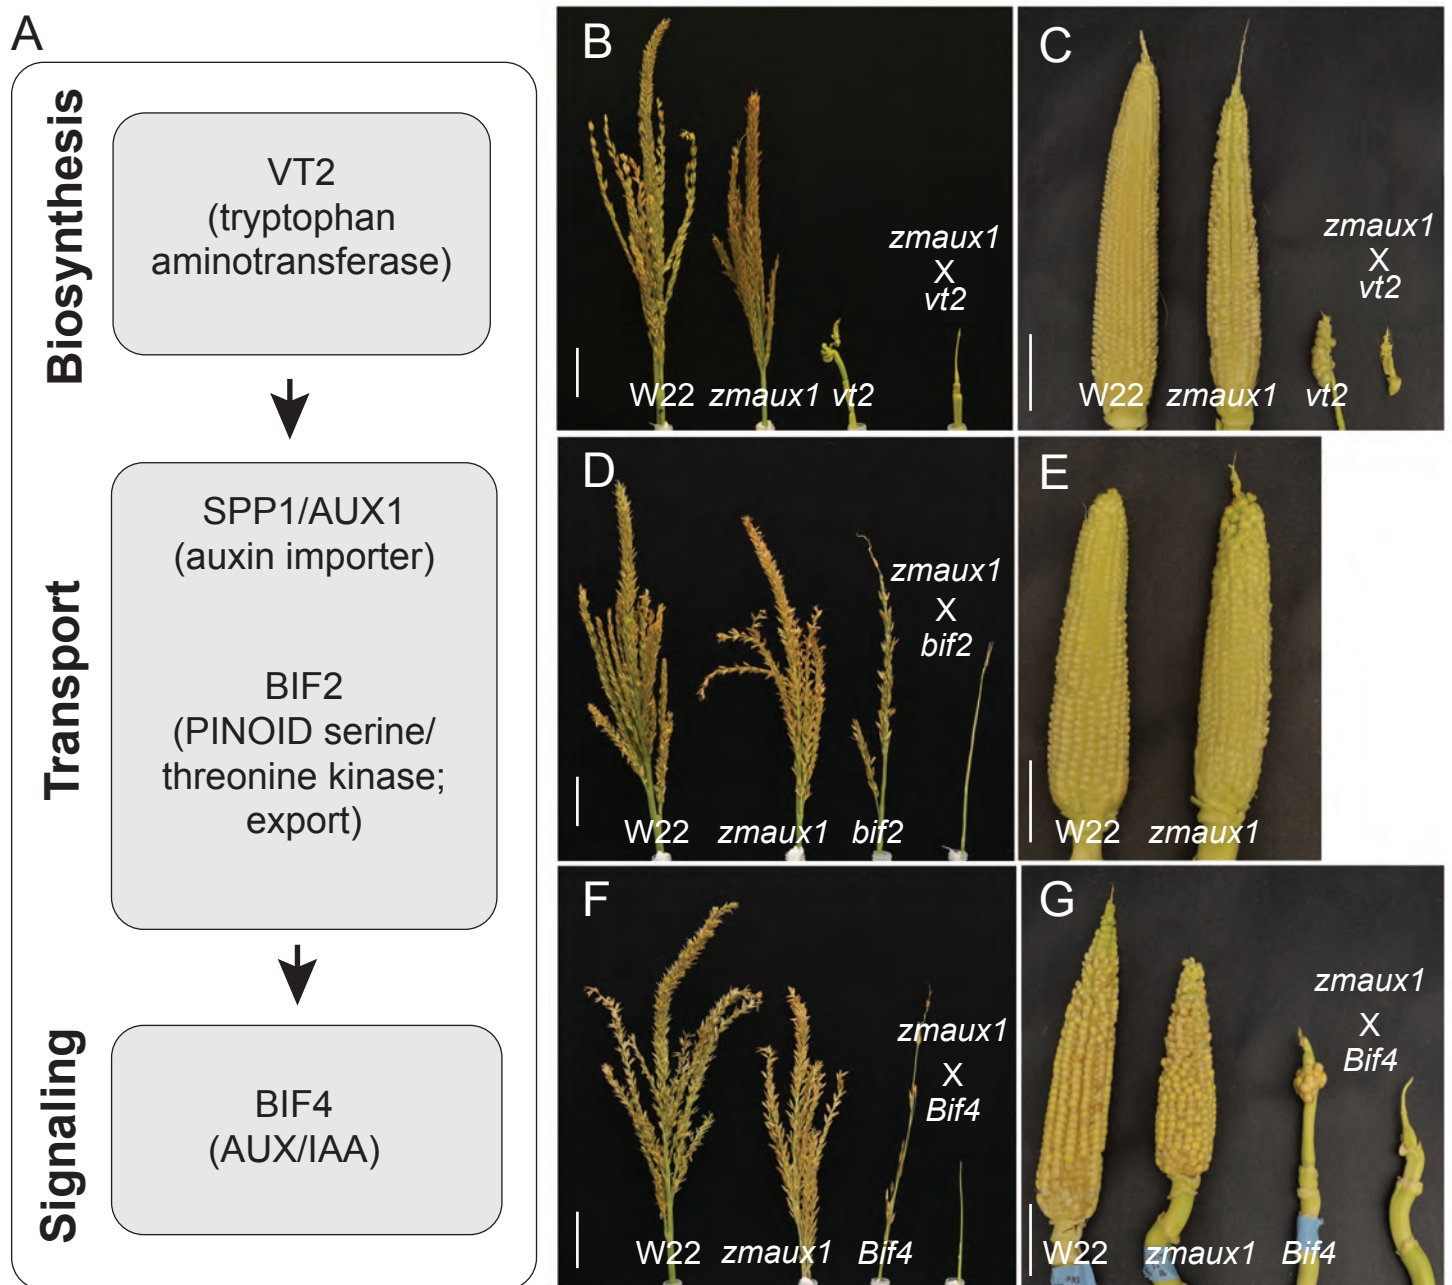 A
Biosynthesis
VT2
(tryptophan
aminotransferase)
Transport
SPP1/AUX1
(auxin importer)
BIF2
(PINOID serine/
threonine kinase;
export)
Signaling
BIF4
(AUX/IAA)
B
zmaux1
X
vt2
W22 zmaux1 vt2
C
zmaux1
X
vt2
W22 zmaux1 vt2
D
zmaux1
X
bif2
W22 zmaux1 bif2
E
W22 zmaux1
F
zmaux1
X
Bif4
W22 zmaux1 Bif4
G
zmaux1
X
Bif4
W22 zmaux1 Bif4